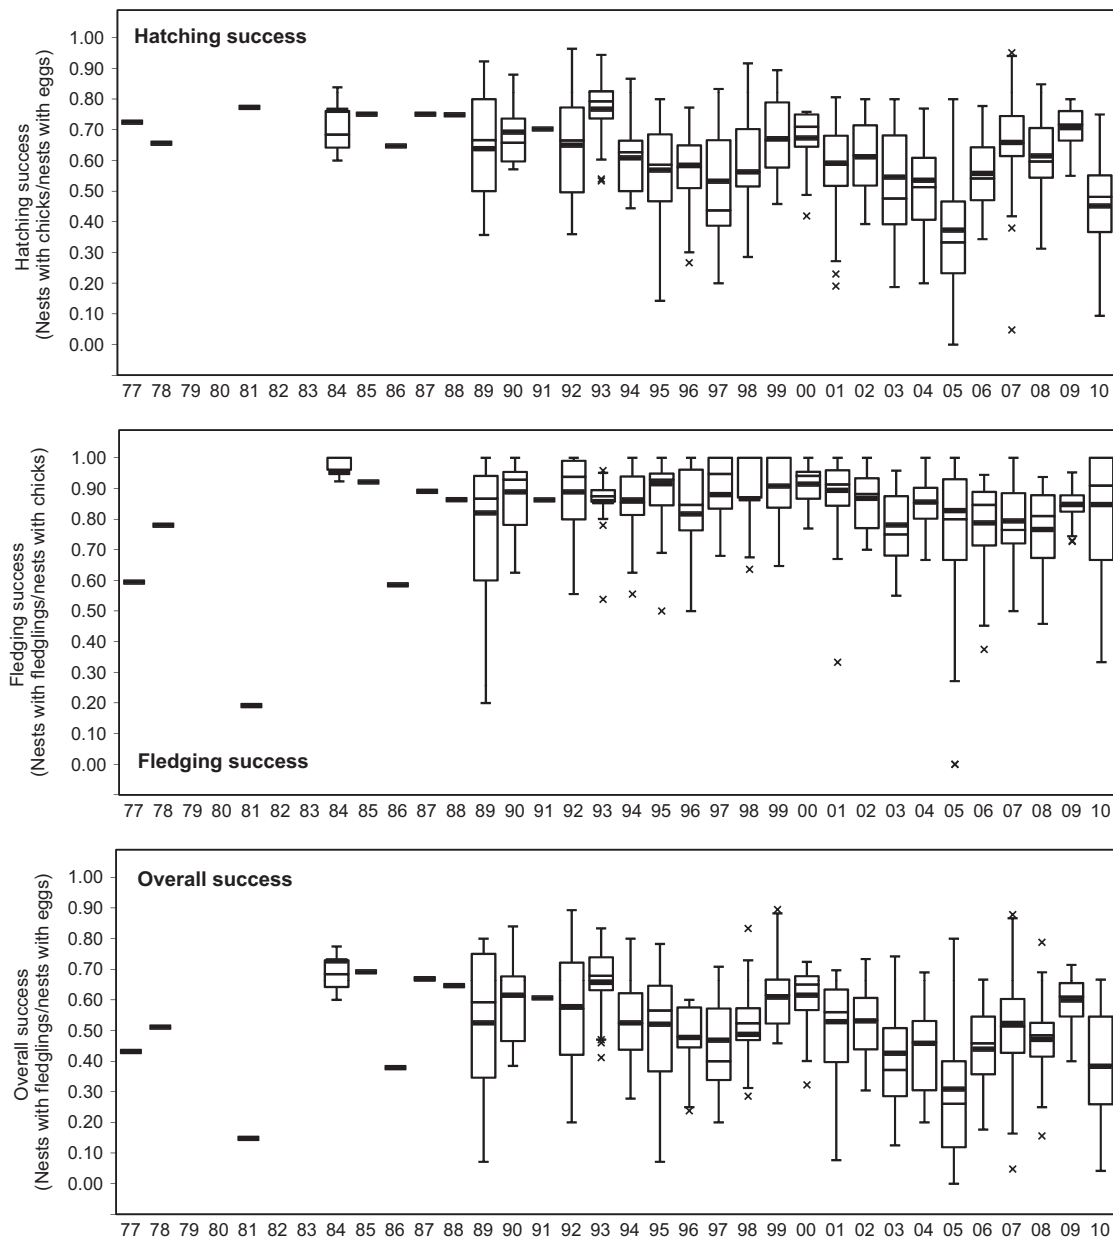 Hatching success
Hatching success
(Nests with chicks/nests with eggs)
1.00
0.90
0.80
0.70
0.60
0.50
0.40
0.30
0.20
0.10
0.00
77 78 79 80 81 82 83 84 85 86 87 88 89 90 91 92 93 94 95 96 97 98 99 00 01 02 03 04 05 06 07 08 09 10
Fledging success
(Nests with fledglings/nests with chicks)
1.00
0.90
0.80
0.70
0.60
0.50
0.40
0.30
0.20
0.10
0.00
Fledging success
77 78 79 80 81 82 83 84 85 86 87 88 89 90 91 92 93 94 95 96 97 98 99 00 01 02 03 04 05 06 07 08 09 10
Overall success
Overall success
(Nests with fledglings/nests with eggs)
1.00
0.90
0.80
0.70
0.60
0.50
0.40
0.30
0.20
0.10
0.00
77 78 79 80 81 82 83 84 85 86 87 88 89 90 91 92 93 94 95 96 97 98 99 00 01 02 03 04 05 06 07 08 09 10